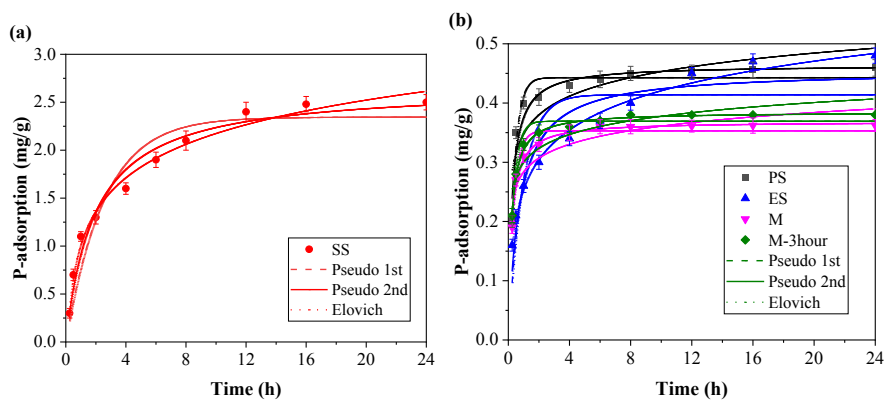 (a)
P-adsorption (mg/g)
3.0
2.5
2.0
1.5
1.0
0.5
0.0
0 4 8 12 16 20 24
Time (h)
SS
Pseudo 1st
Pseudo 2nd
Elovich
(b)
P-adsorption (mg/g)
0.5
0.4
0.3
0.2
0.1
0.0
0 4 8 12 16 20 24
Time (h)
PS
ES
M
M-3hour
Pseudo 1st
Pseudo 2nd
Elovich